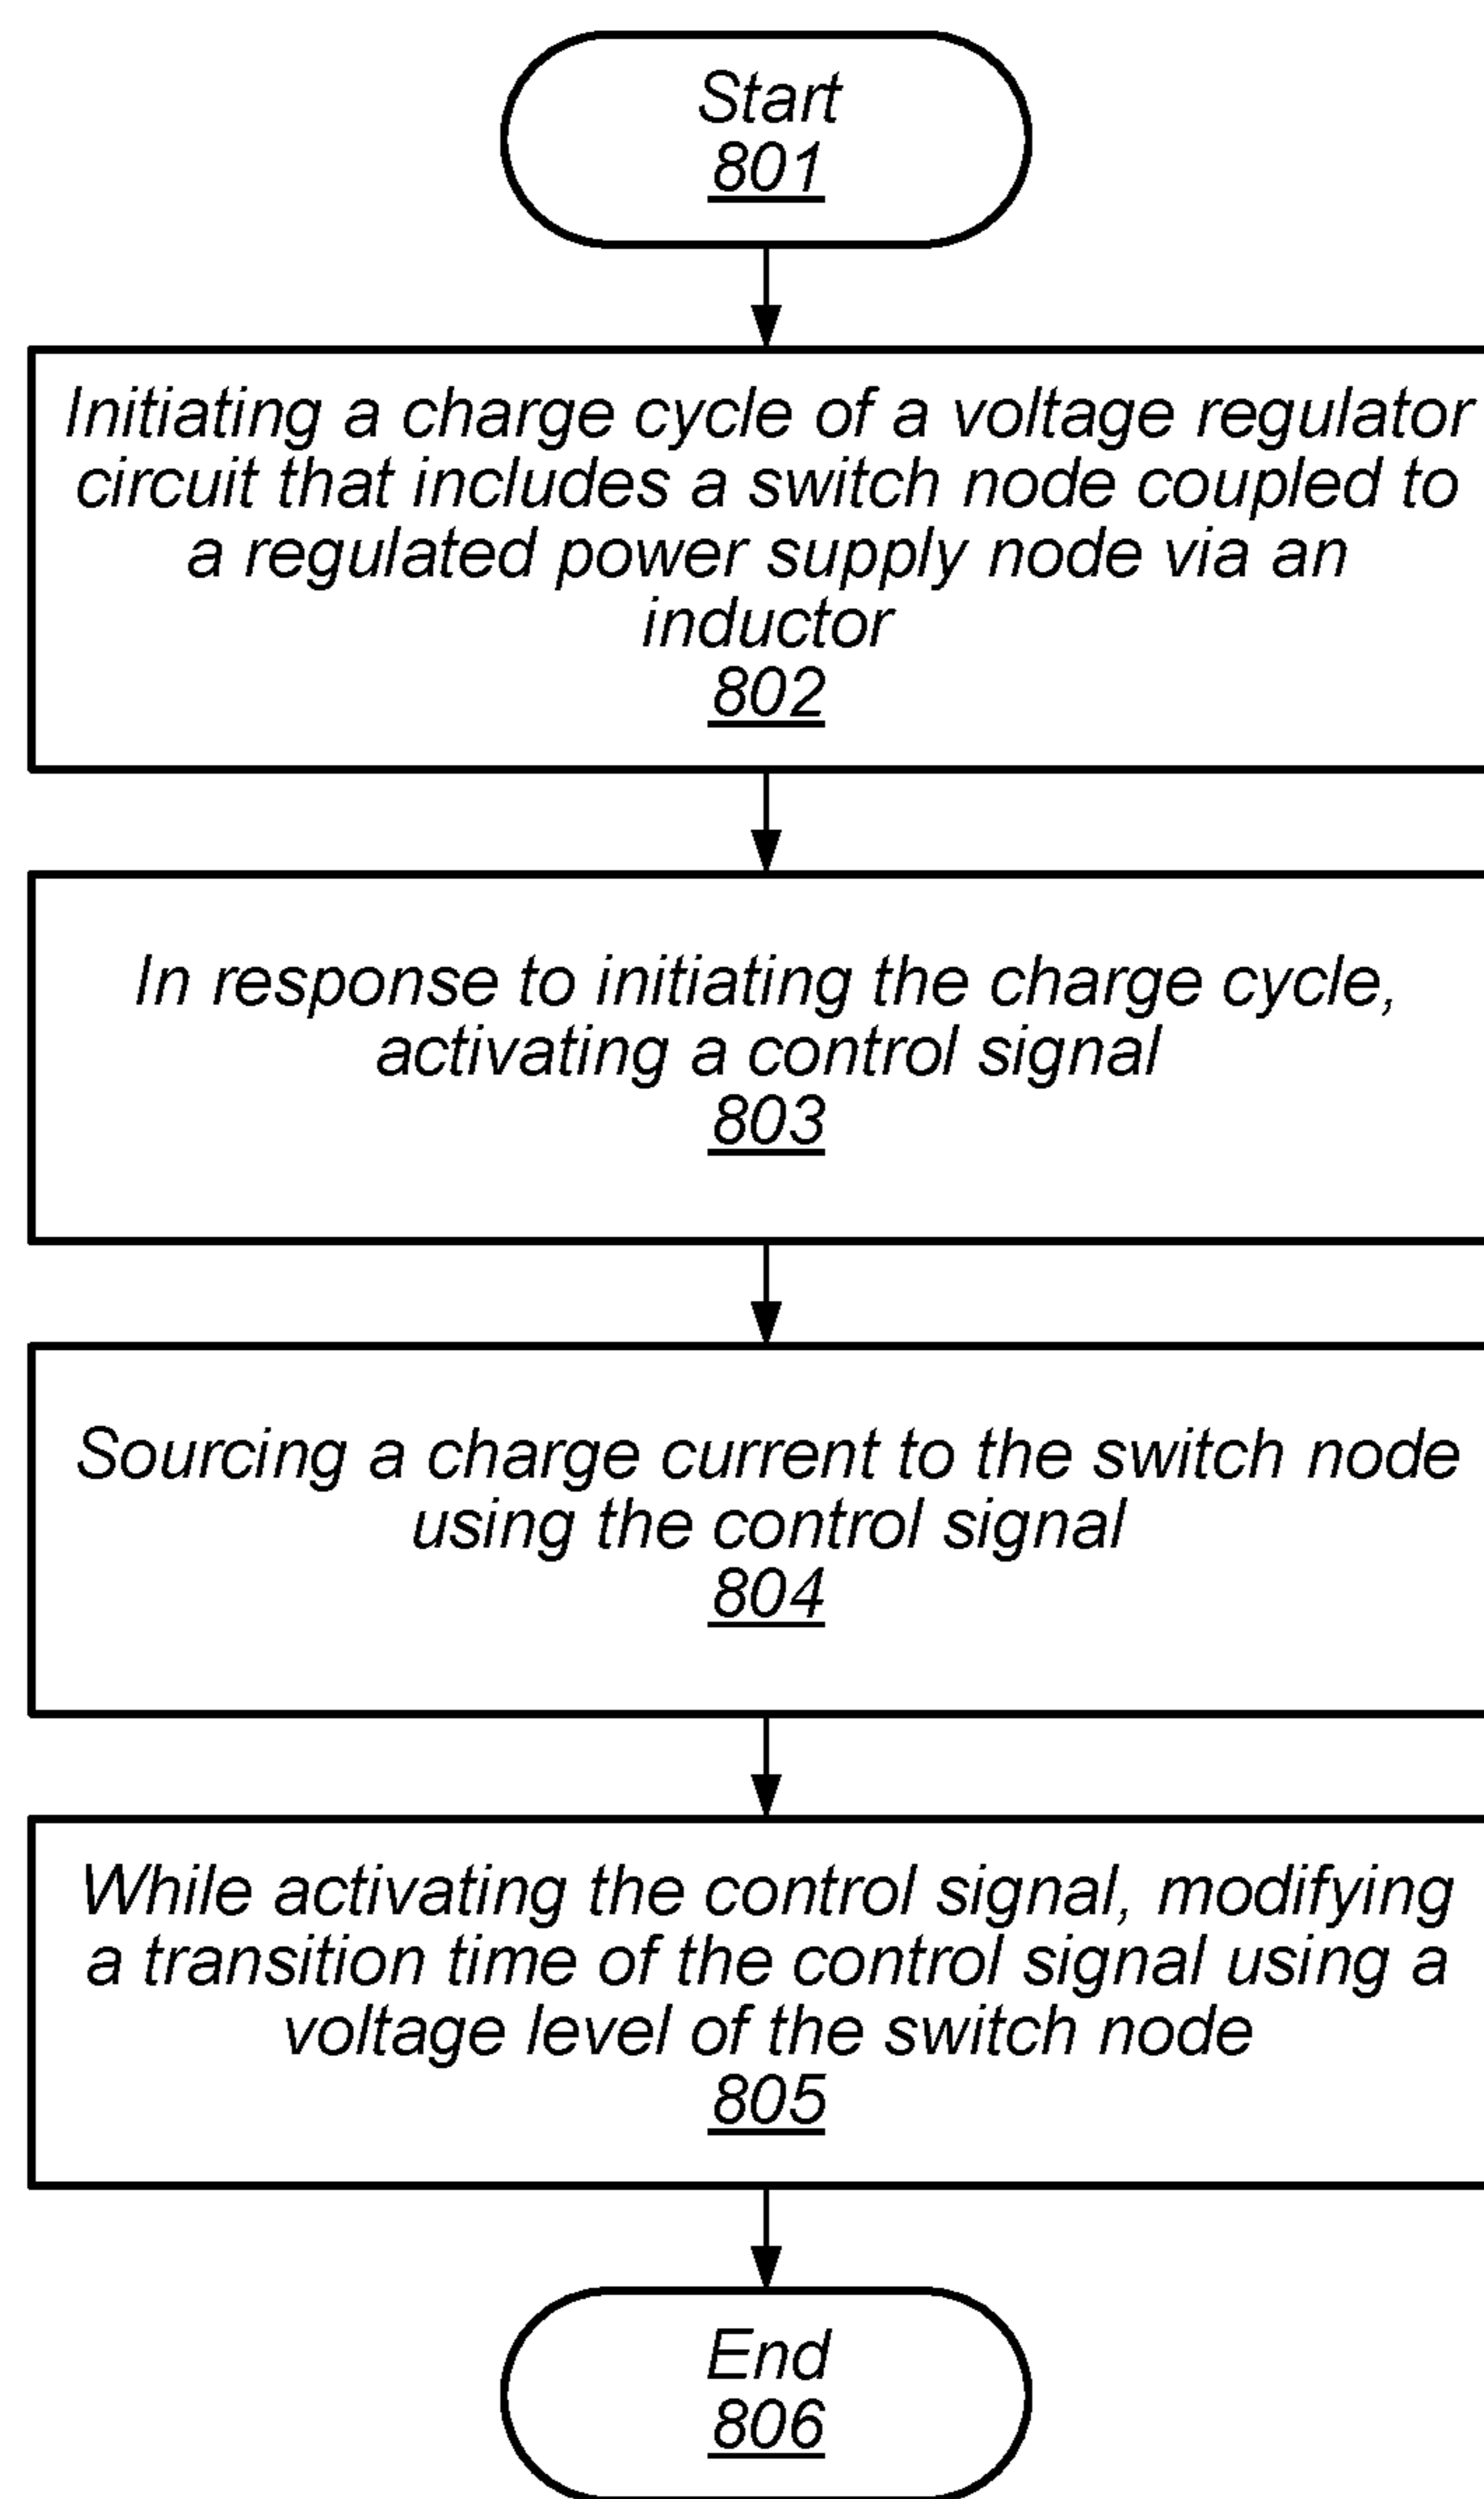 Start
801
Initiating a charge cycle of a voltage regulator
circuit that includes a switch node coupled to
a regulated power supply node via an
inductor
802
In response to initiating the charge cycle,
activating a control signal
803
Sourcing a charge current to the switch node
using the control signal
804
While activating the control signal, modifying
a transition time of the control signal using a
voltage level of the switch node
805
End
806